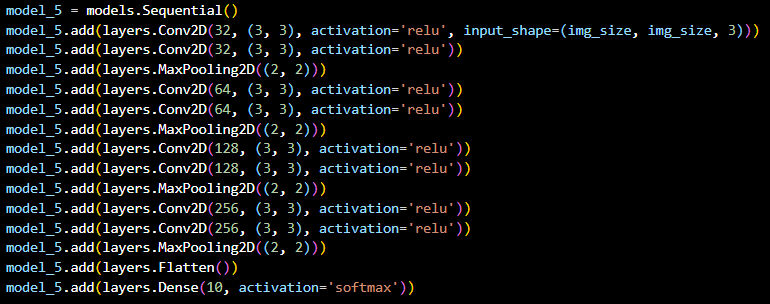 model_5 = models.Sequential()
model_5.add(layers.Conv2D(32, (3, 3), activation='relu', input_shape=(img_size, img_size, 3)))
model_5.add(layers.Conv2D(32, (3, 3), activation='relu'))
model_5.add(layers.MaxPooling2D((2, 2)))
model_5.add(layers.Conv2D(64, (3, 3), activation='relu'))
model_5.add(layers.Conv2D(64, (3, 3), activation='relu'))
model_5.add(layers.MaxPooling2D((2, 2)))
model_5.add(layers.Conv2D(128, (3, 3), activation='relu'))
model_5.add(layers.Conv2D(128, (3, 3), activation='relu'))
model_5.add(layers.MaxPooling2D((2, 2)))
model_5.add(layers.Conv2D(256, (3, 3), activation='relu'))
model_5.add(layers.Conv2D(256, (3, 3), activation='relu'))
model_5.add(layers.MaxPooling2D((2, 2)))
model_5.add(layers.Flatten())
model_5.add(layers.Dense(10, activation='softmax'))